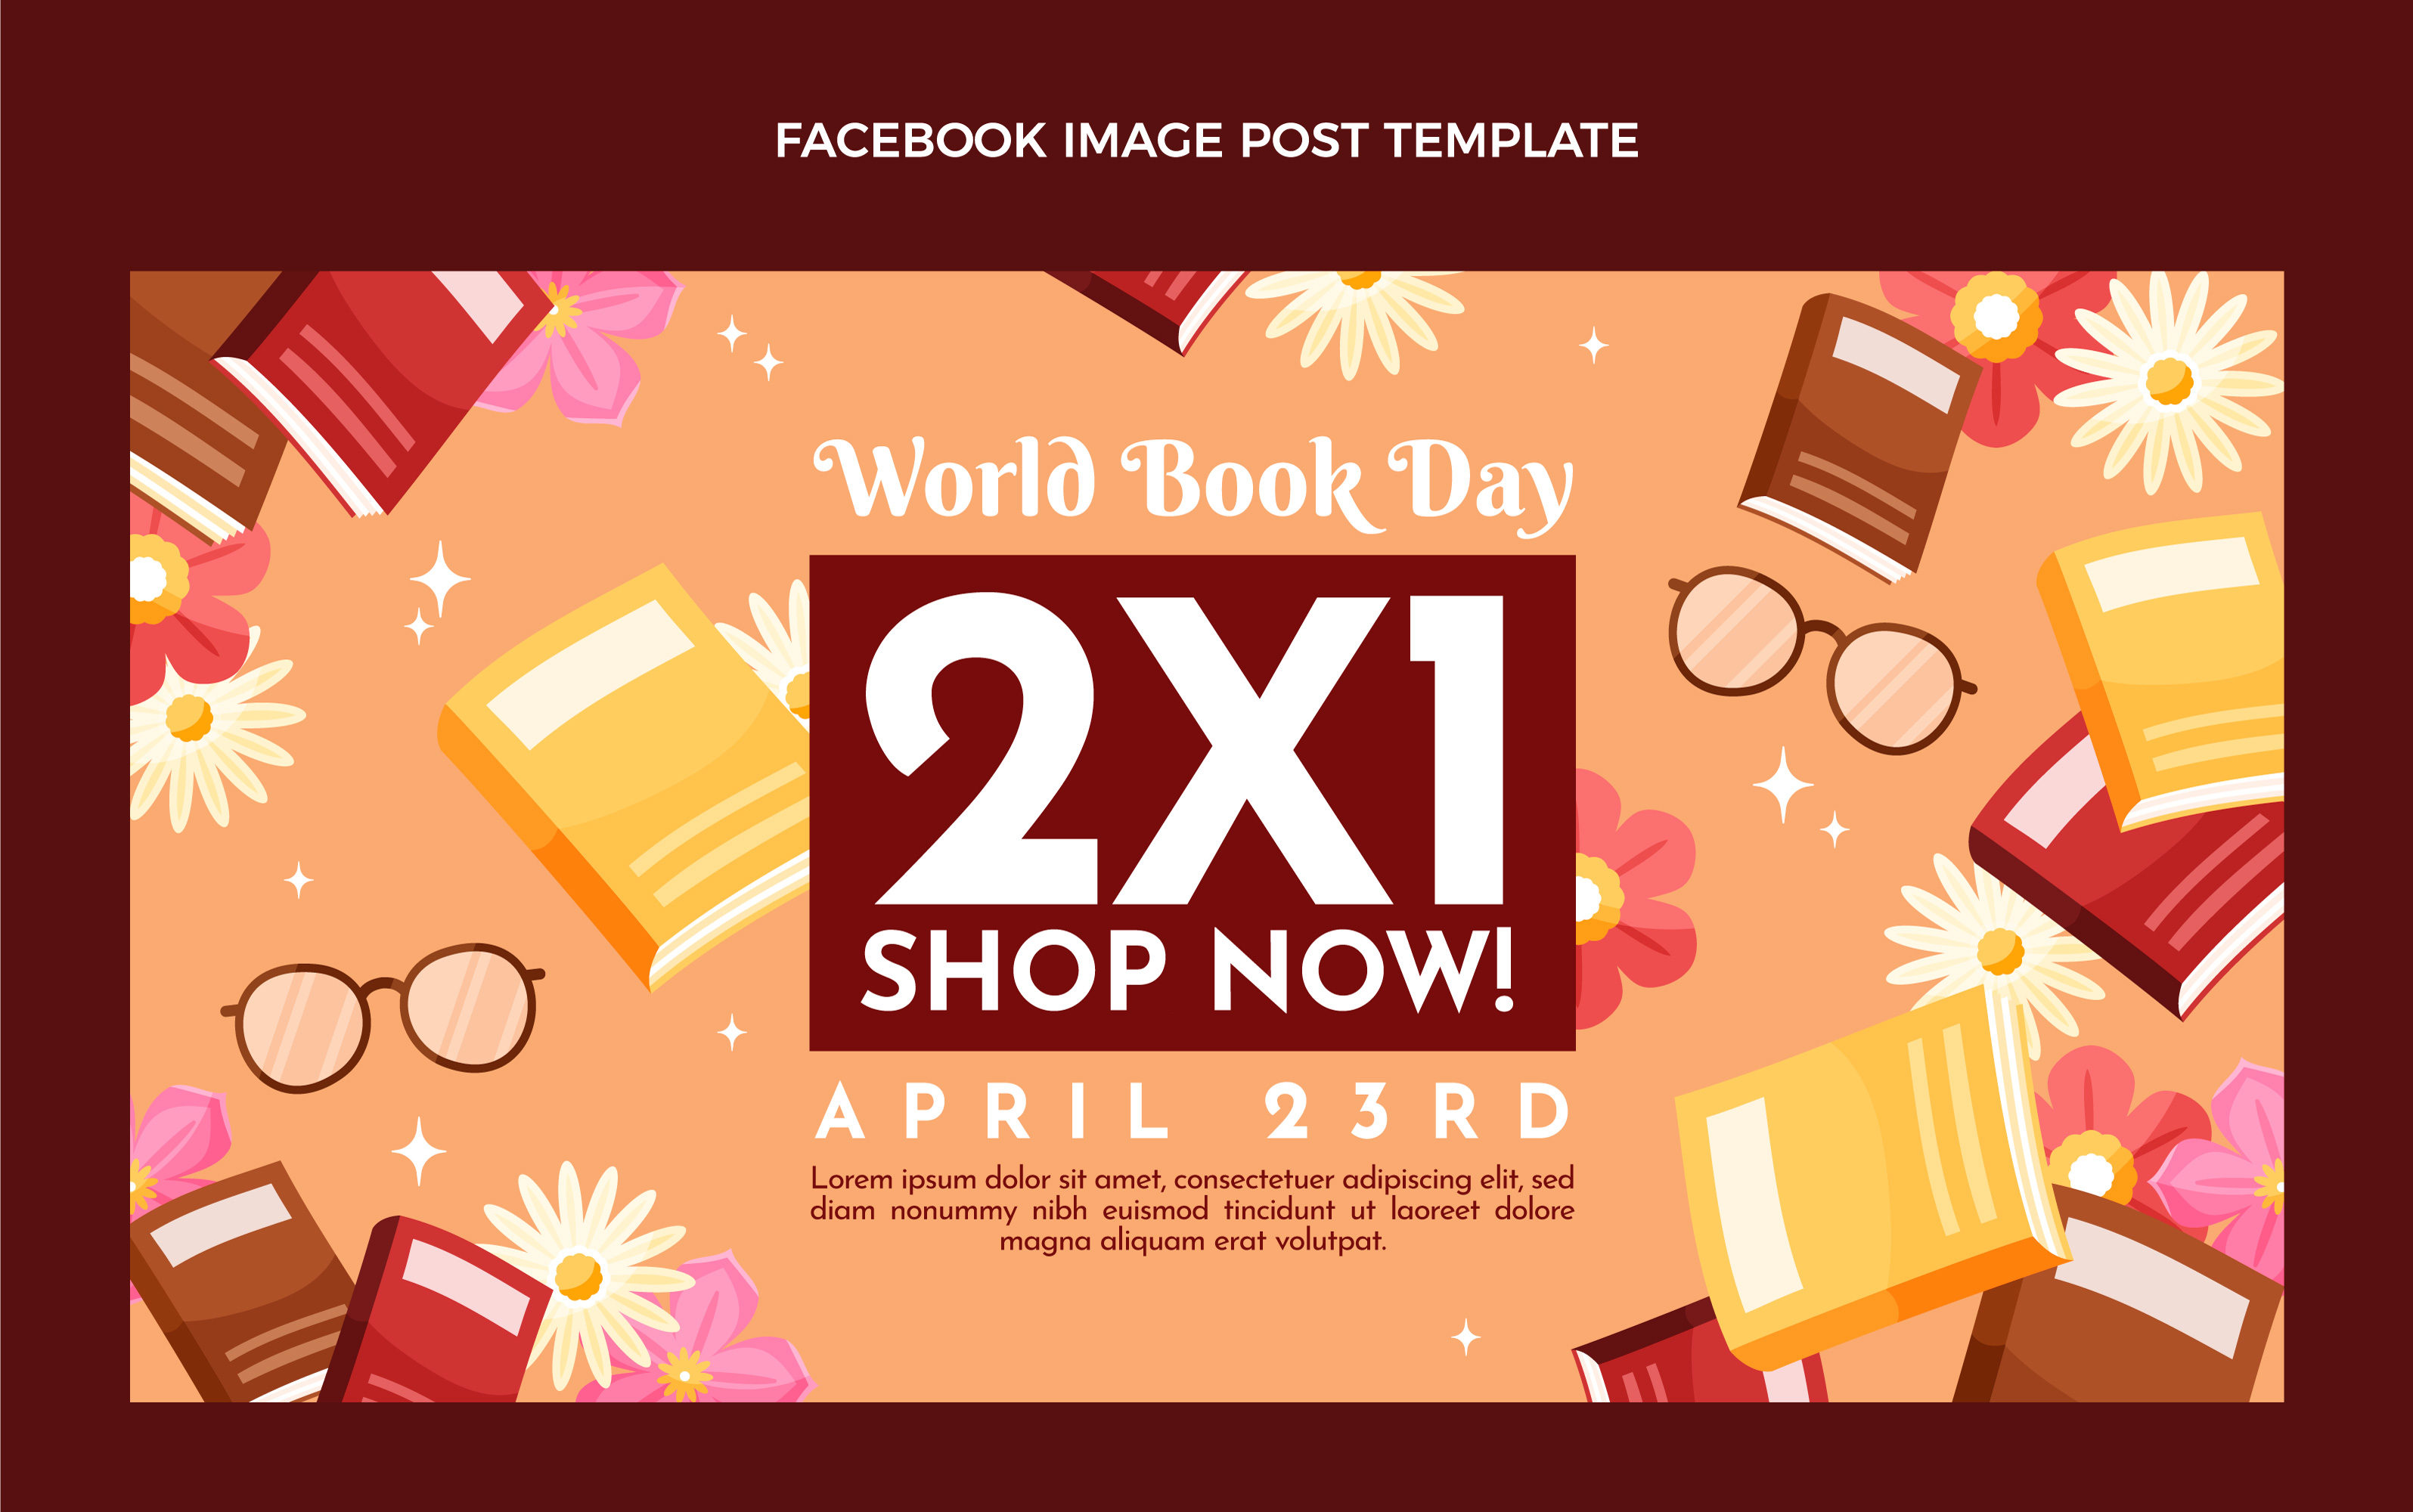 FACEBOOK IMAGE POST TEMPLATE
World Book Day
2X1
SHOP NOW!
APRIL 23RD
Lorem ipsum dolor sit amet, consectetuer adipiscing elit, sed
diam nonummy nibh euismod tincidunt ut laoreet dolore
magna aliquam erat volutpat.